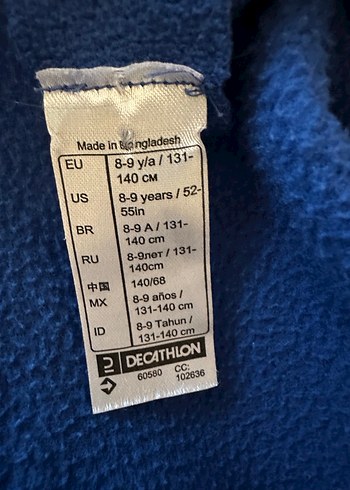 Made in Bangladesh
EU 8-9 y/a / 131-
140 CM
US 8-9 years / 52-
55in
BR 8-9 A / 131-
140 cm
RU 8-9лет / 131-
140cm
中国 140/68
MX 8-9 años /
131-140 cm
ID 8-9 Tahun /
131-140 cm
DECATHLON
60580 CC:
102636